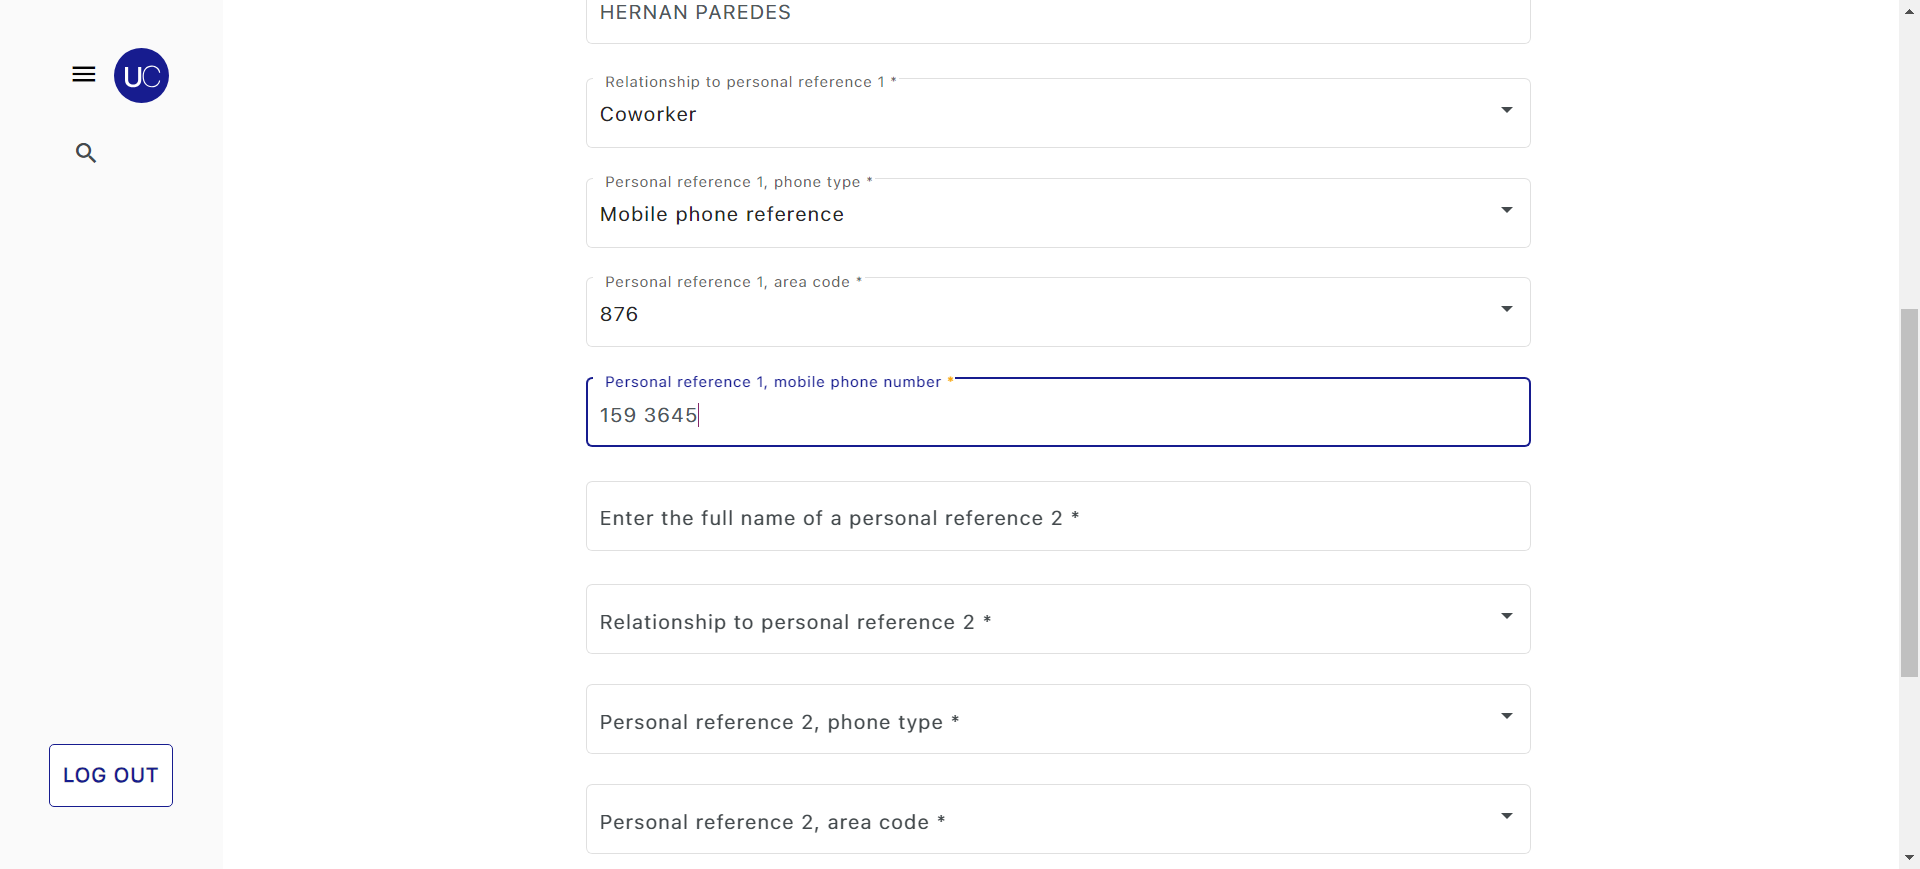 UC
LOG OUT
HERNAN PAREDES
Relationship to personal reference 1 *
Coworker
Personal reference 1, phone type *
Mobile phone reference
Personal reference 1, area code *
876
Personal reference 1, mobile phone number *
159 3645
Enter the full name of a personal reference 2 *
Relationship to personal reference 2 *
Personal reference 2, phone type *
Personal reference 2, area code *